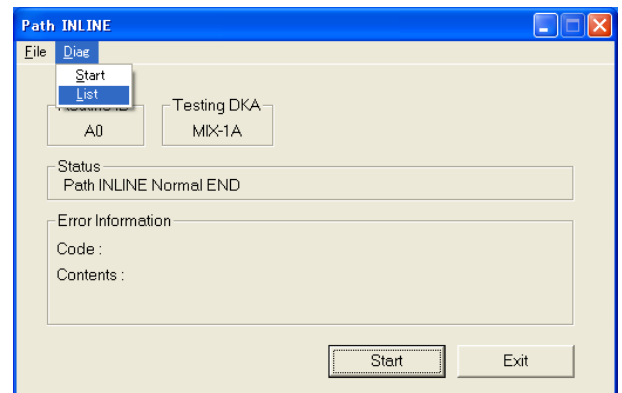 Path INLINE
File Diag
Start
List
Testing DKA
A0
MIX-1A
Status
Path INLINE Normal END
Error Information
Code :
Contents :
Start Exit